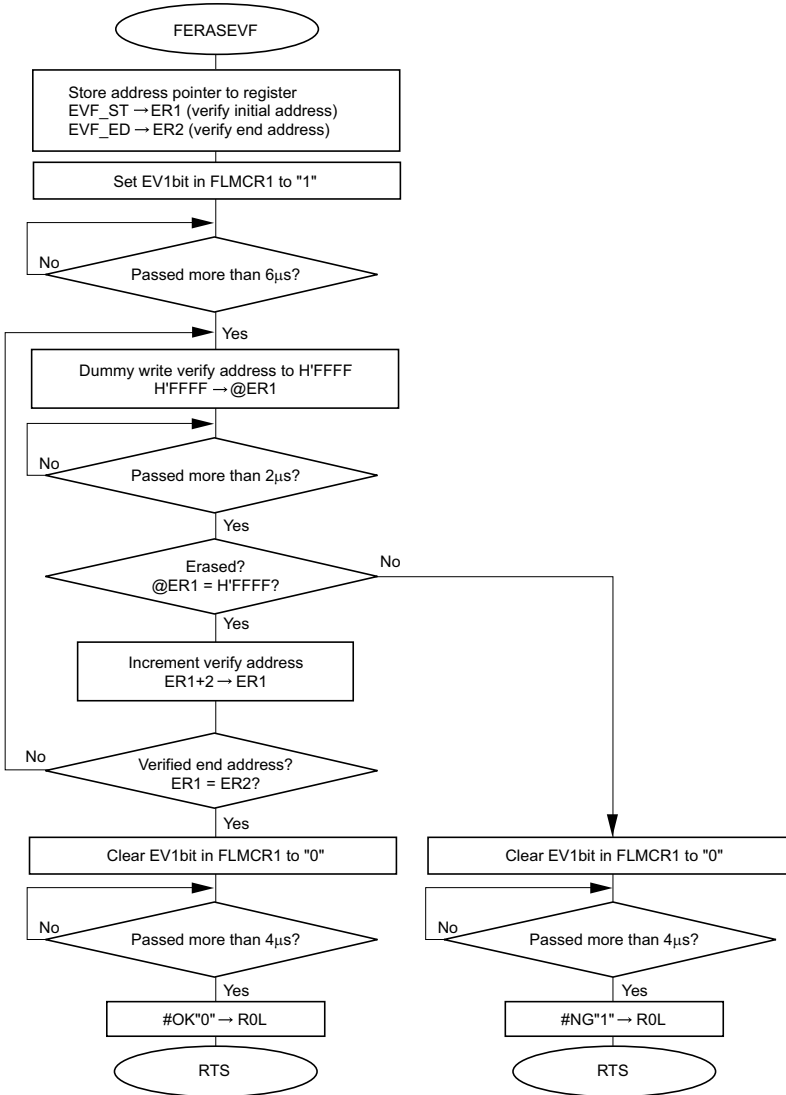 FERASEVF
Store address pointer to register
EVF_ST → ER1 (verify initial address)
EVF_ED → ER2 (verify end address)
Set EV1bit in FLMCR1 to "1"
No
Passed more than 6μs?
Yes
Dummy write verify address to H'FFFF
H'FFFF → @ER1
No
Passed more than 2μs?
Yes
Erased?
@ER1 = H'FFFF?
No
Yes
Increment verify address
ER1+2 → ER1
No
Verified end address?
ER1 = ER2?
Yes
Clear EV1bit in FLMCR1 to "0"
No
Passed more than 4μs?
Yes
#OK"0" → R0L
RTS
Clear EV1bit in FLMCR1 to "0"
No
Passed more than 4μs?
Yes
#NG"1" → R0L
RTS